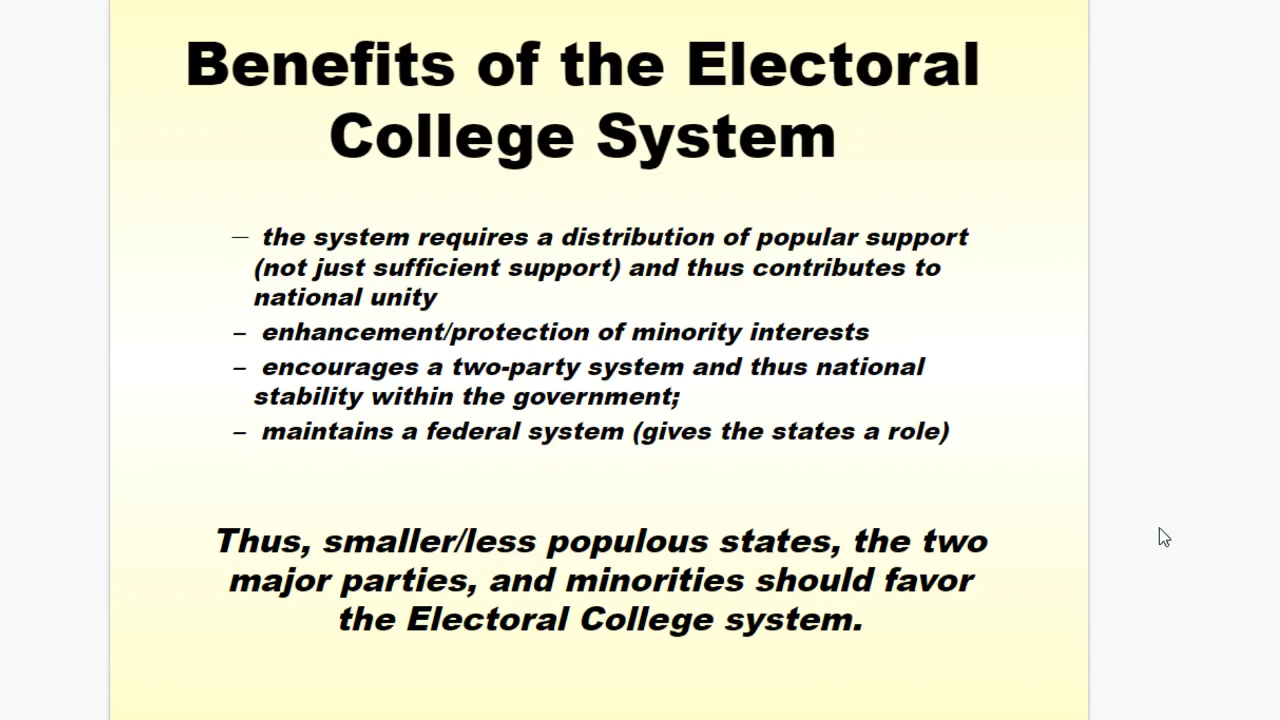 Benefits of the Electoral
College System
– the system requires a distribution of popular support
(not just sufficient support) and thus contributes to
national unity
– enhancement/protection of minority interests
– encourages a two-party system and thus national
stability within the government;
– maintains a federal system (gives the states a role)
Thus, smaller/less populous states, the two
major parties, and minorities should favor
the Electoral College system.